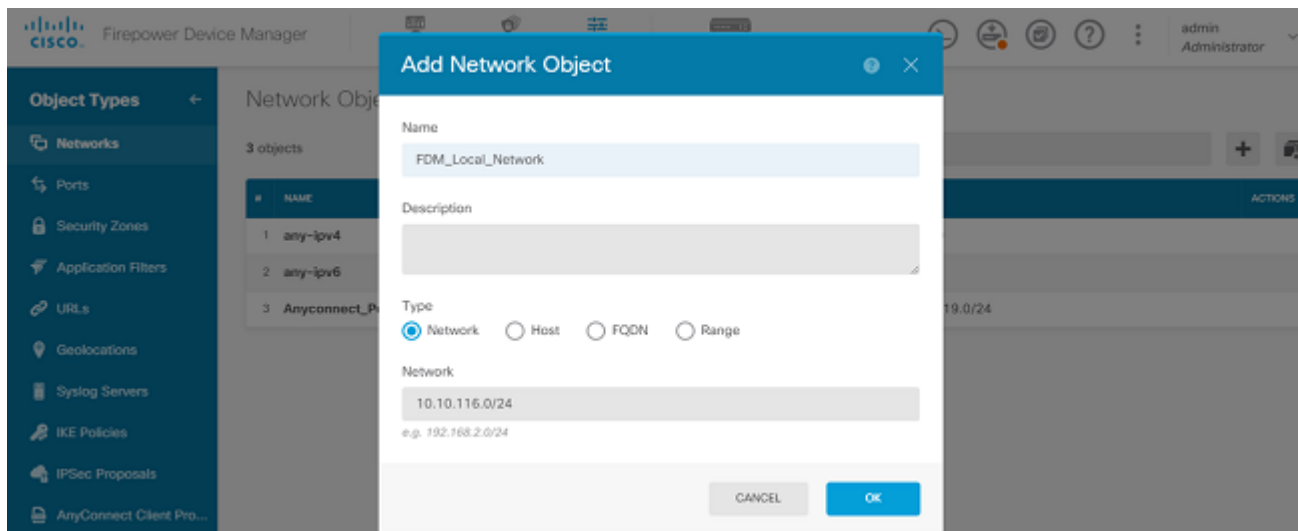 CISCO
Firepower Device Manager
admin
Administrator
Object Types
Networks
Ports
Security Zones
Application Filters
URLs
Geolocations
Syslog Servers
IKE Policies
IPSec Proposals
AnyConnect Client Pro...
Network Obje
3 objects
# NAME ACTIONS
1 any-ipv4
2 any-ipv6
3 Anyconnect_P 19.0/24
Add Network Object
Name
FDM_Local_Network
Description
Type
Network Host FQDN Range
Network
10.10.116.0/24
e.g. 192.168.2.0/24
CANCEL OK